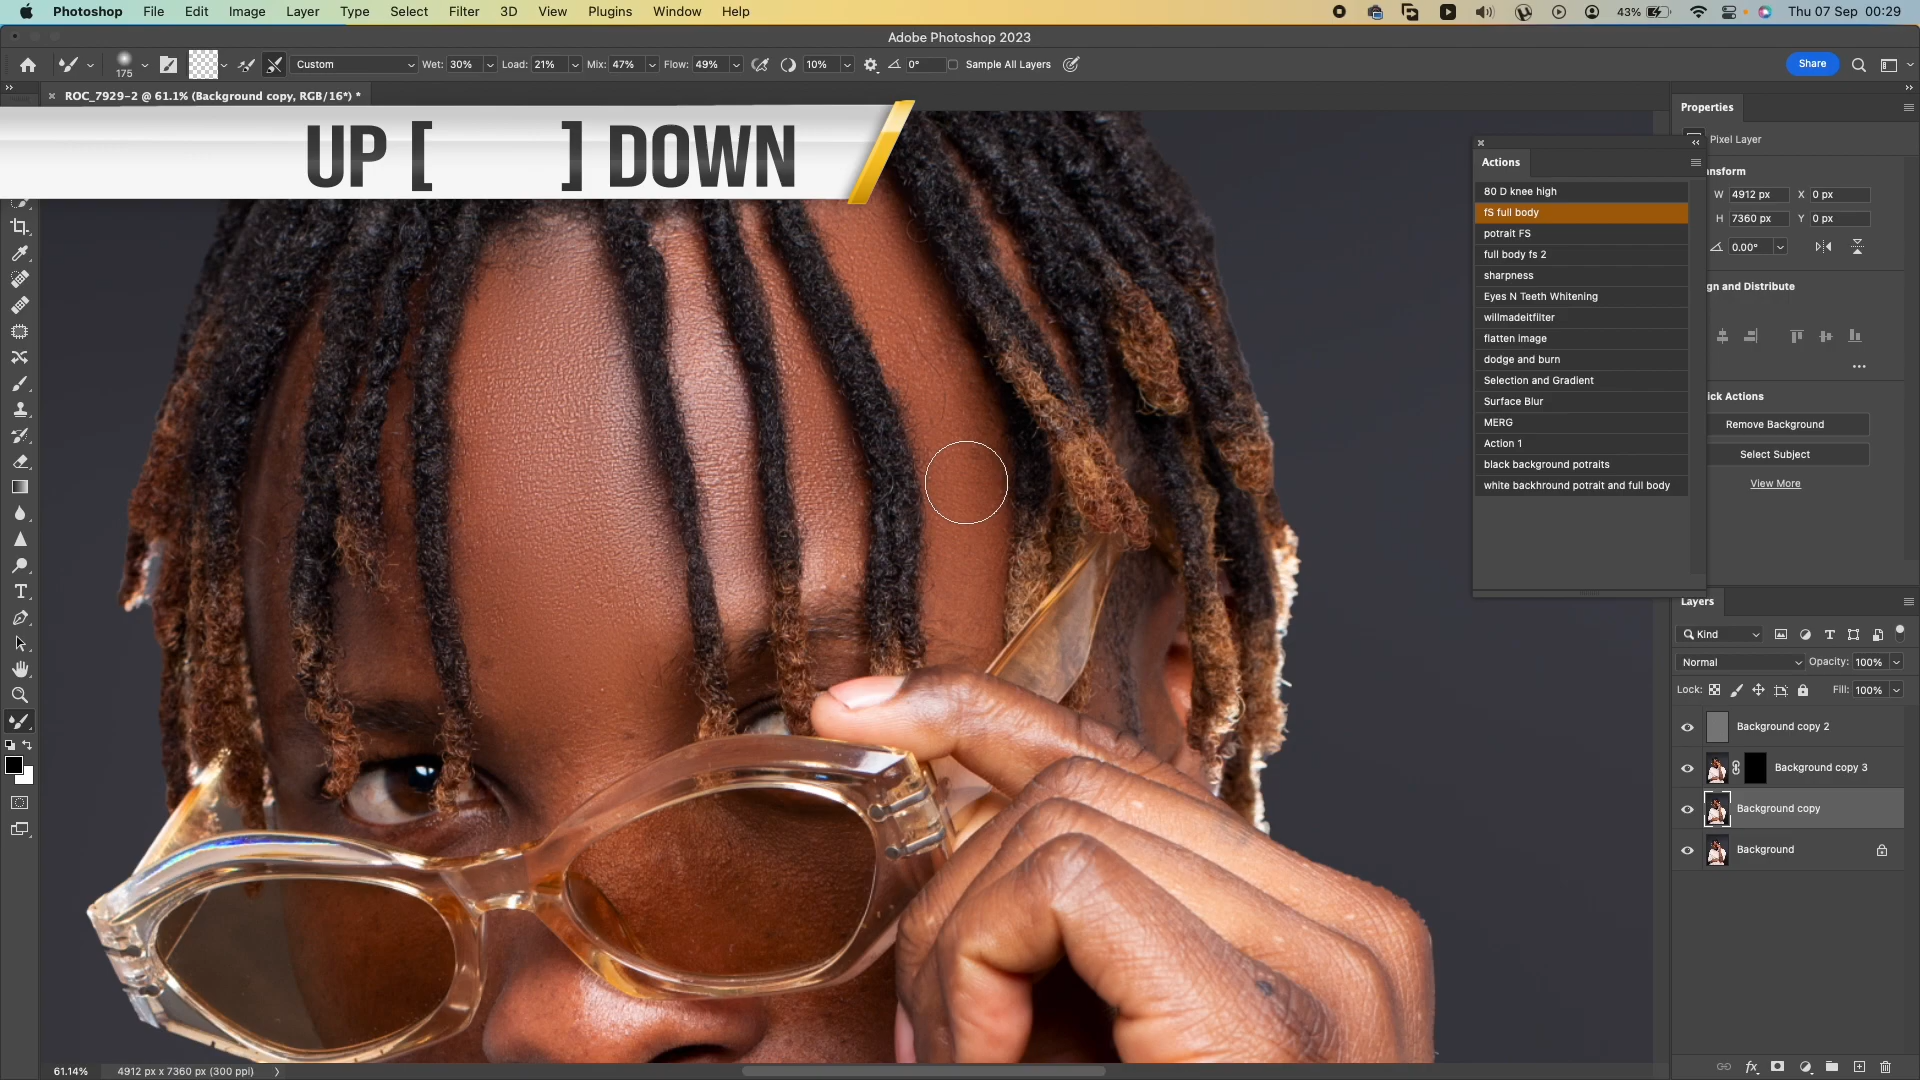 Photoshop File Edit Image Layer Type Select Filter 3D View Plugins Window Help 43% Thu 07 Sep 00:29
Adobe Photoshop 2023
175 Custom Wet: 30% Load: 21% Mix: 47% Flow: 49% 10% 0° Sample All Layers Share
ROC_7929-2 @ 61.1% (Background copy, RGB/16*) *
UP [ ] DOWN
Actions
80 D knee high
fS full body
potrait FS
full body fs 2
sharpness
Eyes N Teeth Whitening
willmadeitfilter
flatten image
dodge and burn
Selection and Gradient
Surface Blur
MERG
Action 1
black background potraits
white backhround potrait and full body
Properties
Pixel Layer
ansform
W 4912 px X 0 px
H 7360 px Y 0 px
0.00°
gn and Distribute
ick Actions
Remove Background
Select Subject
View More
Layers
Kind
Normal Opacity: 100%
Lock: Fill: 100%
Background copy 2
Background copy 3
Background copy
Background
fx
61.14% 4912 px x 7360 px (300 ppi)